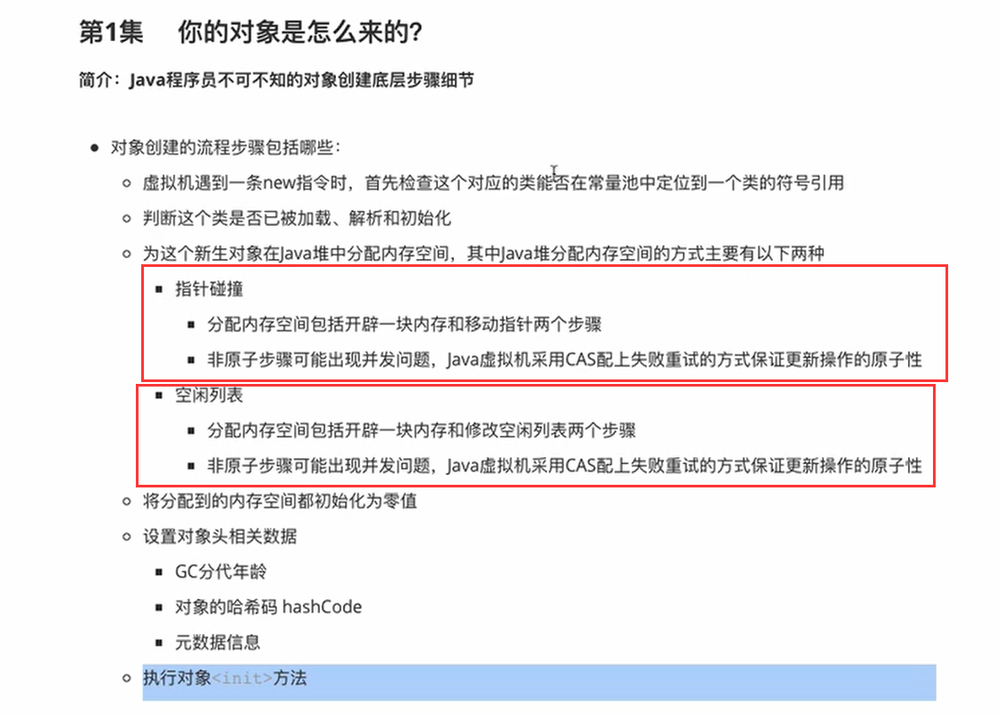 第1集 你的对象是怎么来的?
简介：Java程序员不可不知的对象创建底层步骤细节
对象创建的流程步骤包括哪些：
虚拟机遇到一条new指令时，首先检查这个对应的类能否在常量池中定位到一个类的符号引用
判断这个类是否已被加载、解析和初始化
为这个新生对象在Java堆中分配内存空间，其中Java堆分配内存空间的方式主要有以下两种
指针碰撞
分配内存空间包括开辟一块内存和移动指针两个步骤
非原子步骤可能出现并发问题，Java虚拟机采用CAS配上失败重试的方式保证更新操作的原子性
空闲列表
分配内存空间包括开辟一块内存和修改空闲列表两个步骤
非原子步骤可能出现并发问题，Java虚拟机采用CAS配上失败重试的方式保证更新操作的原子性
将分配到的内存空间都初始化为零值
设置对象头相关数据
GC分代年龄
对象的哈希码 hashCode
元数据信息
执行对象<init>方法